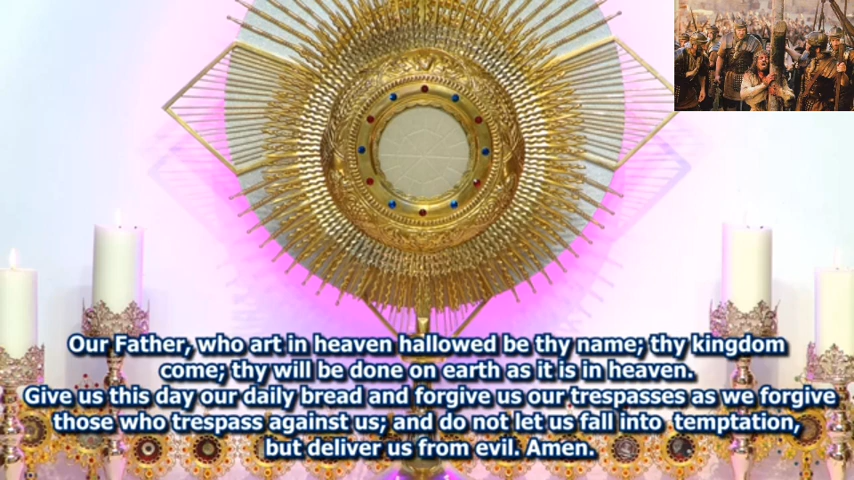 Our Father, who art in heaven hallowed be thy name; thy kingdom
come; thy will be done on earth as it is in heaven.
Give us this day our daily bread and forgive us our trespasses as we forgive
those who trespass against us; and do not let us fall into temptation,
but deliver us from evil. Amen.